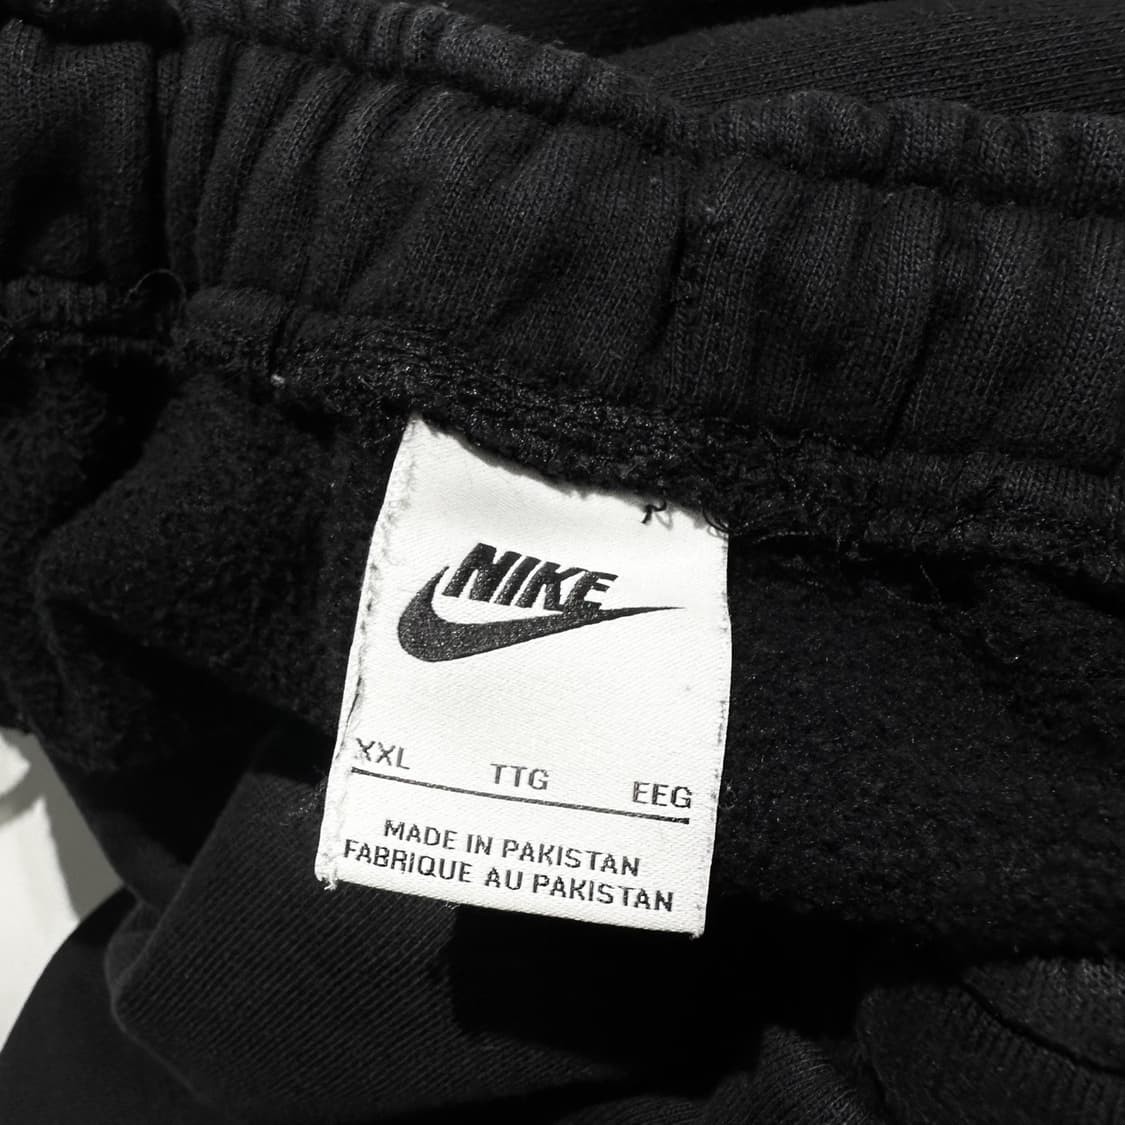 NIKE
XXL TTG EEG
MADE IN PAKISTAN
FABRIQUE AU PAKISTAN